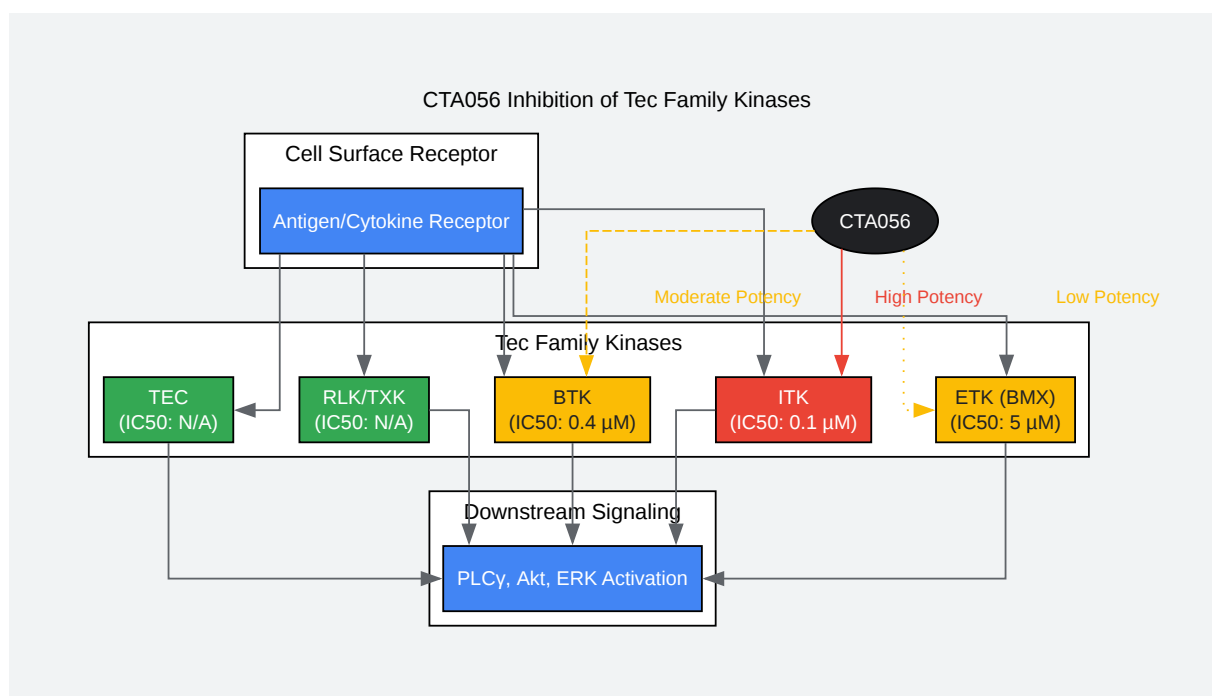 CTA056 Inhibition of Tec Family Kinases
Cell Surface Receptor
Antigen/Cytokine Receptor
CTA056
Moderate Potency
High Potency
Low Potency
Tec Family Kinases
TEC
(IC50: N/A)
RLK/TXK
(IC50: N/A)
BTK
(IC50: 0.4 µM)
ITK
(IC50: 0.1 µM)
ETK (BMX)
(IC50: 5 µM)
Downstream Signaling
PLCγ, Akt, ERK Activation